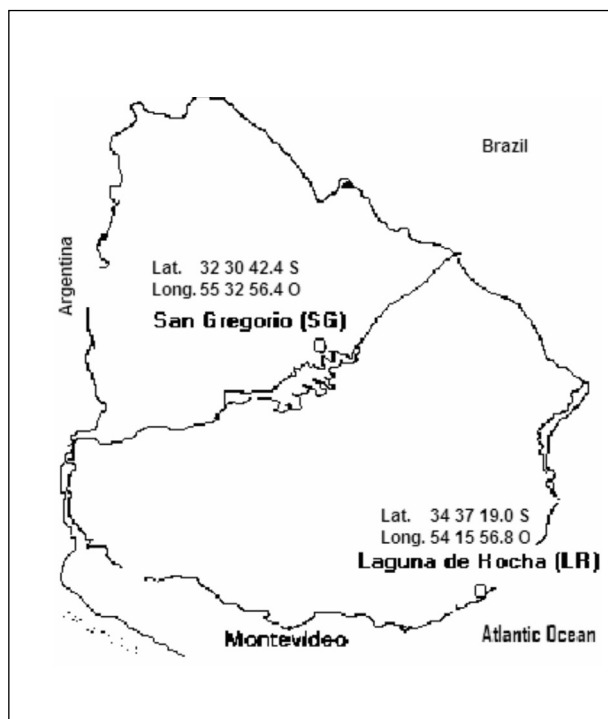 Brazil
Argentina
Lat. 32 30 42.4 S
Long. 55 32 56.4 O
San Gregorio (SG)
Lat. 34 37 19.0 S
Long. 54 15 56.8 O
Laguna de Rocha (LR)
Montevideo
Atlantic Ocean